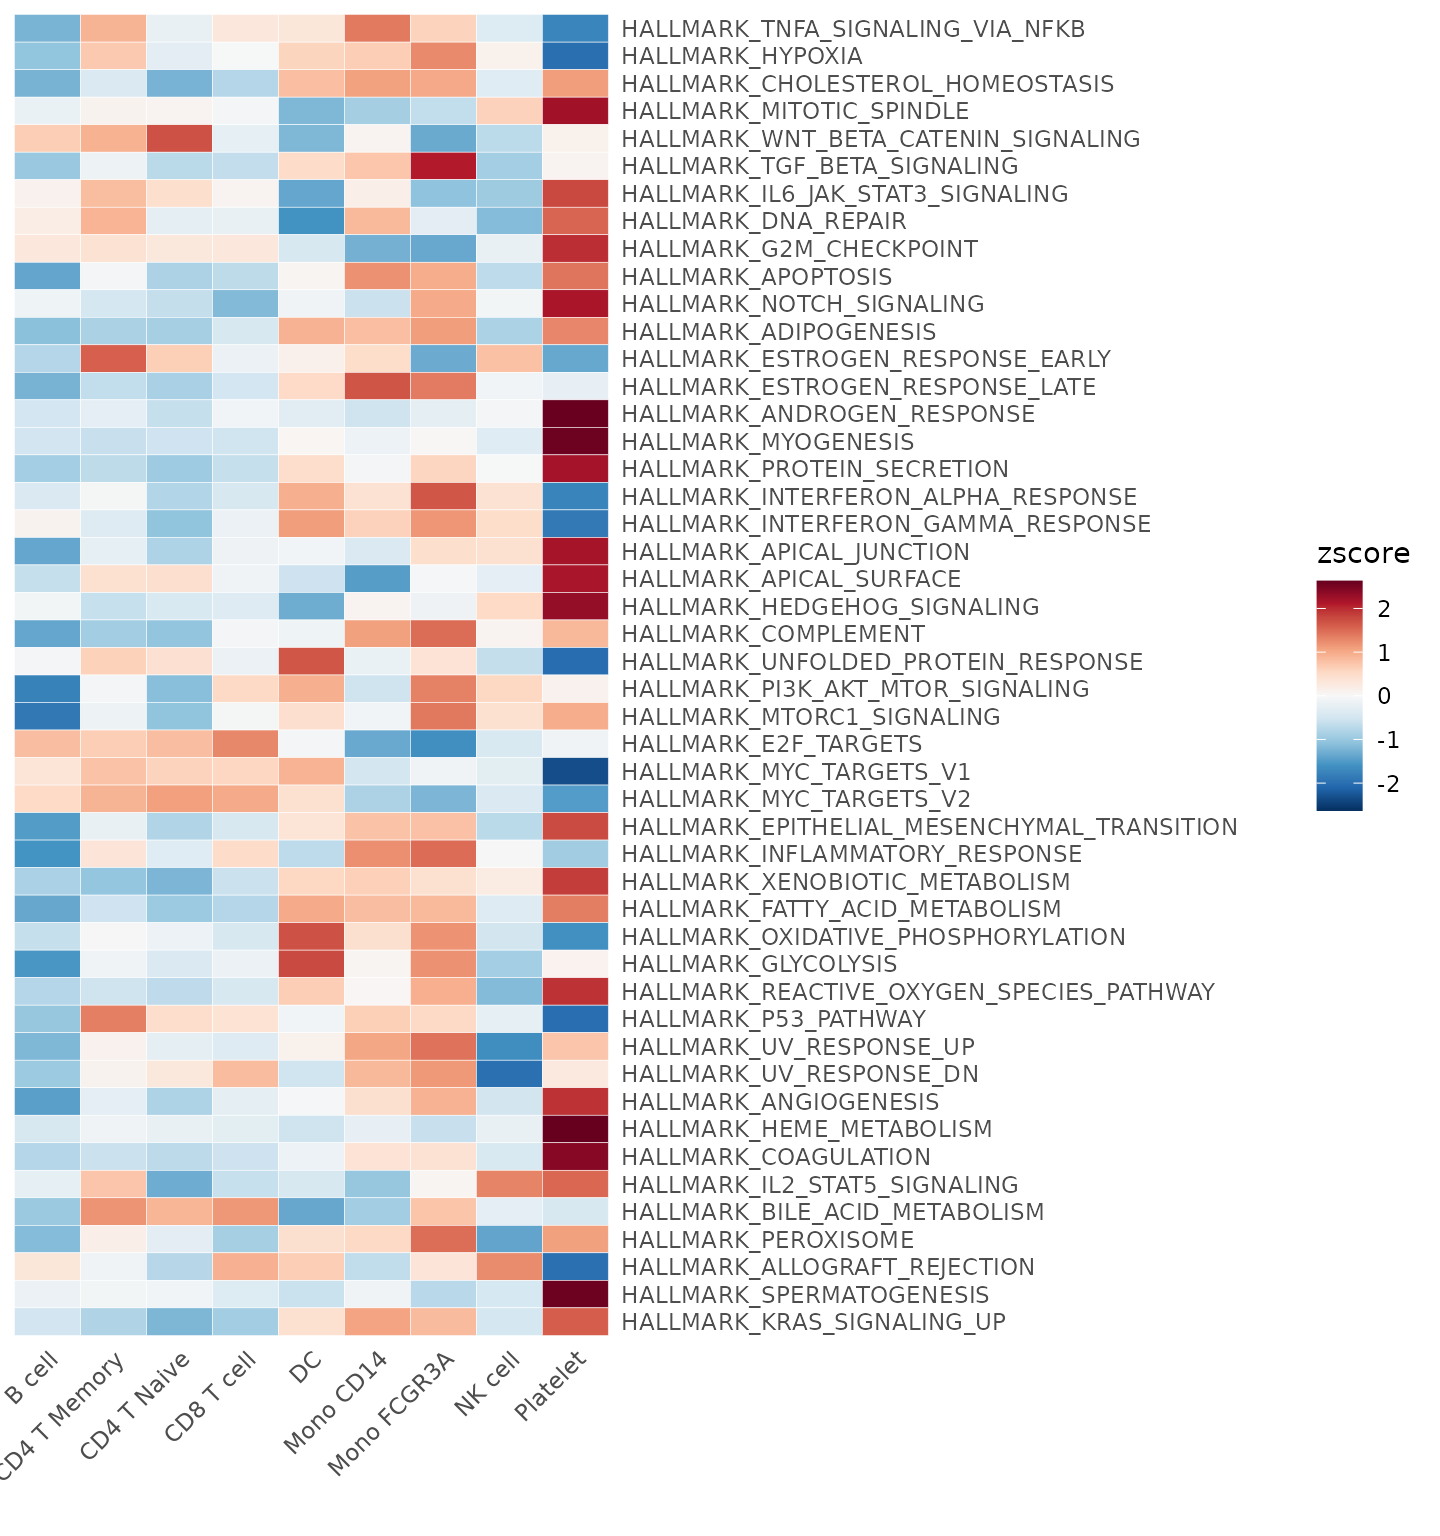 HALLMARK_TNFA_SIGNALING_VIA_NFKB
HALLMARK_HYPOXIA
HALLMARK_CHOLESTEROL_HOMEOSTASIS
HALLMARK_MITOTIC_SPINDLE
HALLMARK_WNT_BETA_CATENIN_SIGNALING
HALLMARK_TGF_BETA_SIGNALING
HALLMARK_IL6_JAK_STAT3_SIGNALING
HALLMARK_DNA_REPAIR
HALLMARK_G2M_CHECKPOINT
HALLMARK_APOPTOSIS
HALLMARK_NOTCH_SIGNALING
HALLMARK_ADIPOGENESIS
HALLMARK_ESTROGEN_RESPONSE_EARLY
HALLMARK_ESTROGEN_RESPONSE_LATE
HALLMARK_ANDROGEN_RESPONSE
HALLMARK_MYOGENESIS
HALLMARK_PROTEIN_SECRETION
HALLMARK_INTERFERON_ALPHA_RESPONSE
HALLMARK_INTERFERON_GAMMA_RESPONSE
HALLMARK_APICAL_JUNCTION
HALLMARK_APICAL_SURFACE
HALLMARK_HEDGEHOG_SIGNALING
HALLMARK_COMPLEMENT
HALLMARK_UNFOLDED_PROTEIN_RESPONSE
HALLMARK_PI3K_AKT_MTOR_SIGNALING
HALLMARK_MTORC1_SIGNALING
HALLMARK_E2F_TARGETS
HALLMARK_MYC_TARGETS_V1
HALLMARK_MYC_TARGETS_V2
HALLMARK_EPITHELIAL_MESENCHYMAL_TRANSITION
HALLMARK_INFLAMMATORY_RESPONSE
HALLMARK_XENOBIOTIC_METABOLISM
HALLMARK_FATTY_ACID_METABOLISM
HALLMARK_OXIDATIVE_PHOSPHORYLATION
HALLMARK_GLYCOLYSIS
HALLMARK_REACTIVE_OXYGEN_SPECIES_PATHWAY
HALLMARK_P53_PATHWAY
HALLMARK_UV_RESPONSE_UP
HALLMARK_UV_RESPONSE_DN
HALLMARK_ANGIOGENESIS
HALLMARK_HEME_METABOLISM
HALLMARK_COAGULATION
HALLMARK_IL2_STAT5_SIGNALING
HALLMARK_BILE_ACID_METABOLISM
HALLMARK_PEROXISOME
HALLMARK_ALLOGRAFT_REJECTION
HALLMARK_SPERMATOGENESIS
HALLMARK_KRAS_SIGNALING_UP
B cell
CD4 T Memory
CD4 T Naive
CD8 T cell
DC
Mono CD14
Mono FCGR3A
NK cell
Platelet
zscore
2
1
0
-1
-2